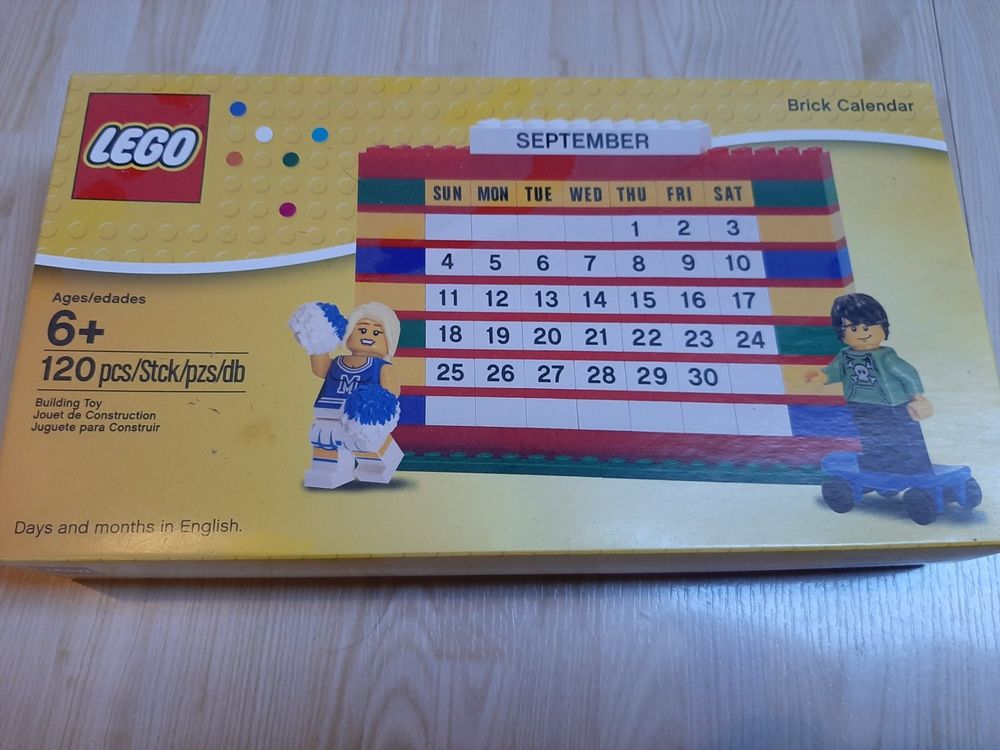 LEGO
Brick Calendar
SEPTEMBER
SUN MON TUE WED THU FRI SAT
1 2 3
4 5 6 7 8 9 10
11 12 13 14 15 16 17
18 19 20 21 22 23 24
25 26 27 28 29 30
Ages/edades
6+
120 pcs/Stck/pzs/db
Building Toy
Jouet de Construction
Juguete para Construir
M
Days and months in English.